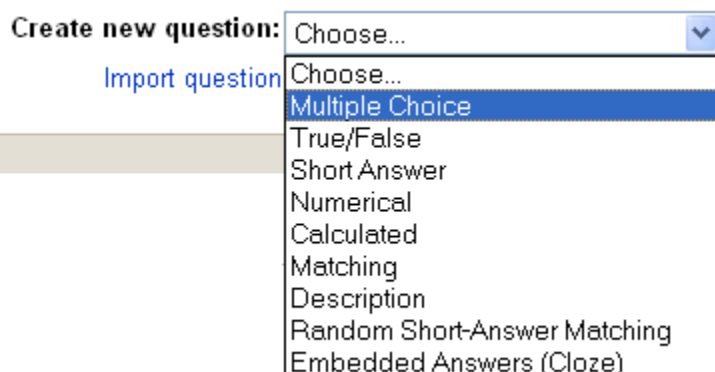 Create new question: Choose...
Import question Choose...
Multiple Choice
True/False
Short Answer
Numerical
Calculated
Matching
Description
Random Short-Answer Matching
Embedded Answers (Cloze)